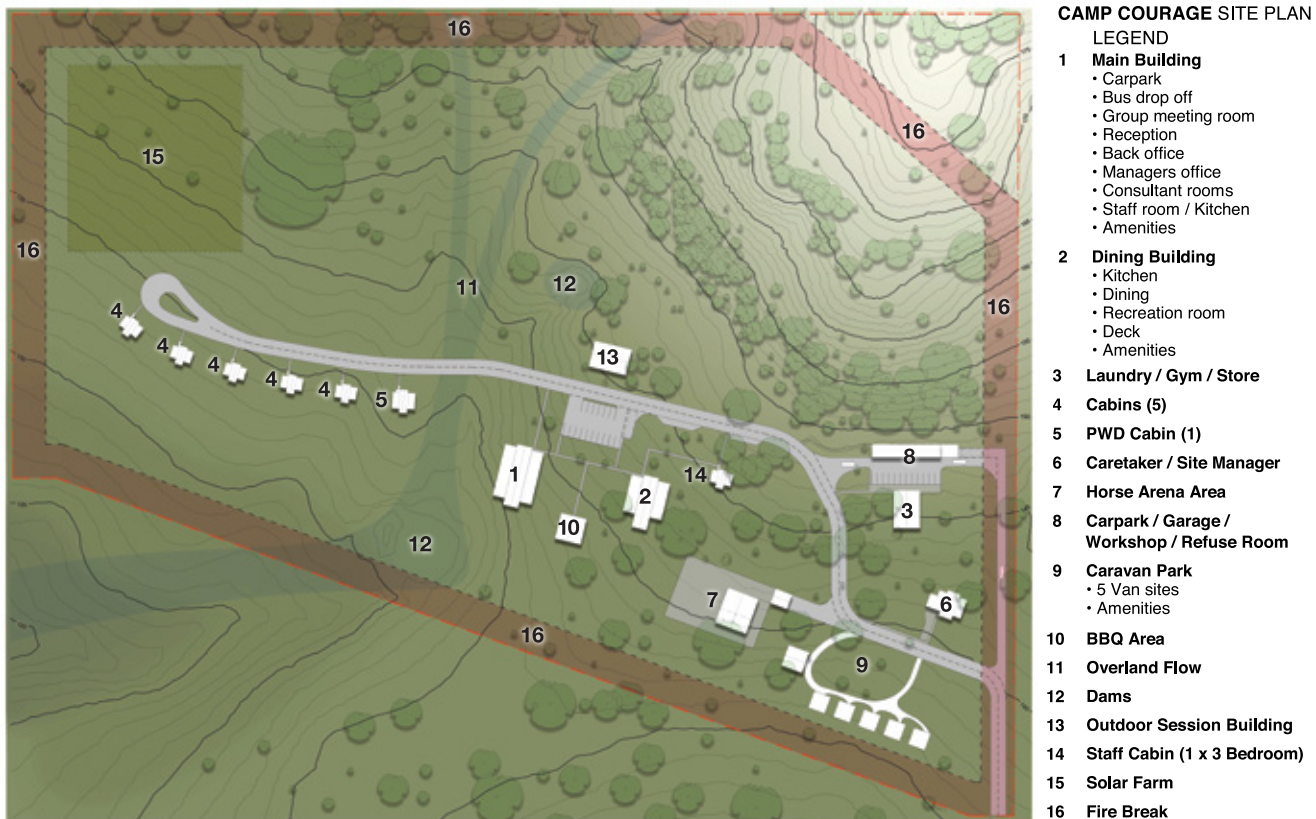 CAMP COURAGE SITE PLAN
LEGEND
1 Main Building
• Carpark
• Bus drop off
• Group meeting room
• Reception
• Back office
• Managers office
• Consultant rooms
• Staff room / Kitchen
• Amenities
2 Dining Building
• Kitchen
• Dining
• Recreation room
• Deck
• Amenities
3 Laundry / Gym / Store
4 Cabins (5)
5 PWD Cabin (1)
6 Caretaker / Site Manager
7 Horse Arena Area
8 Carpark / Garage /
Workshop / Refuse Room
9 Caravan Park
• 5 Van sites
• Amenities
10 BBQ Area
11 Overland Flow
12 Dams
13 Outdoor Session Building
14 Staff Cabin (1 x 3 Bedroom)
15 Solar Farm
16 Fire Break
16
16
15
16
11
12
16
4
4
4
4
4
5
13
1
2
14
8
3
10
12
7
6
16
9